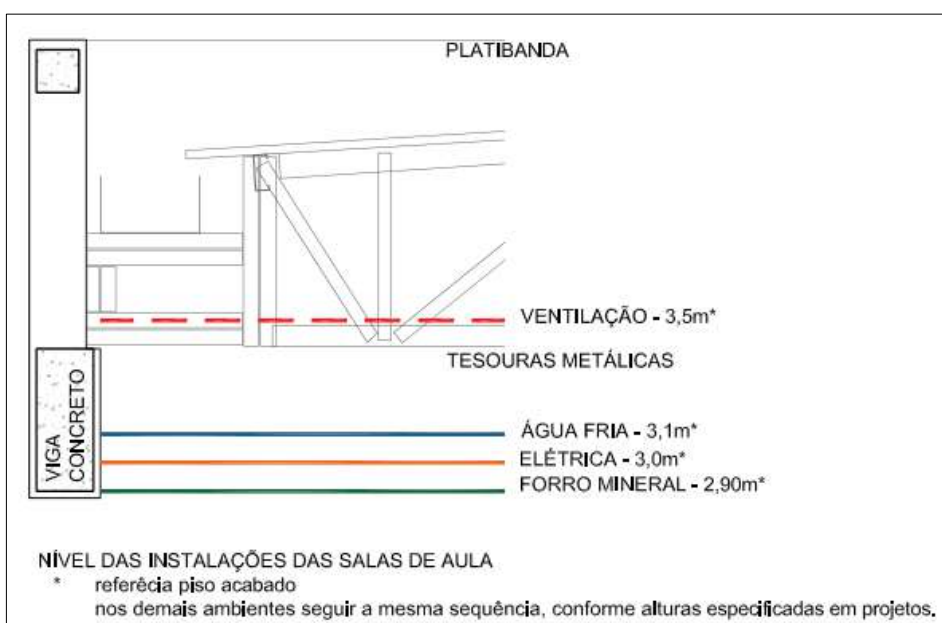 PLATIBANDA
VENTILAÇÃO - 3,5m*
TESOURAS METÁLICAS
VIGA
CONCRETO
ÁGUA FRIA - 3,1m*
ELÉTRICA - 3,0m*
FORRO MINERAL - 2,90m*
NÍVEL DAS INSTALAÇÕES DAS SALAS DE AULA
* referêcia piso acabado
nos demais ambientes seguir a mesma sequência, conforme alturas especificadas em projetos.